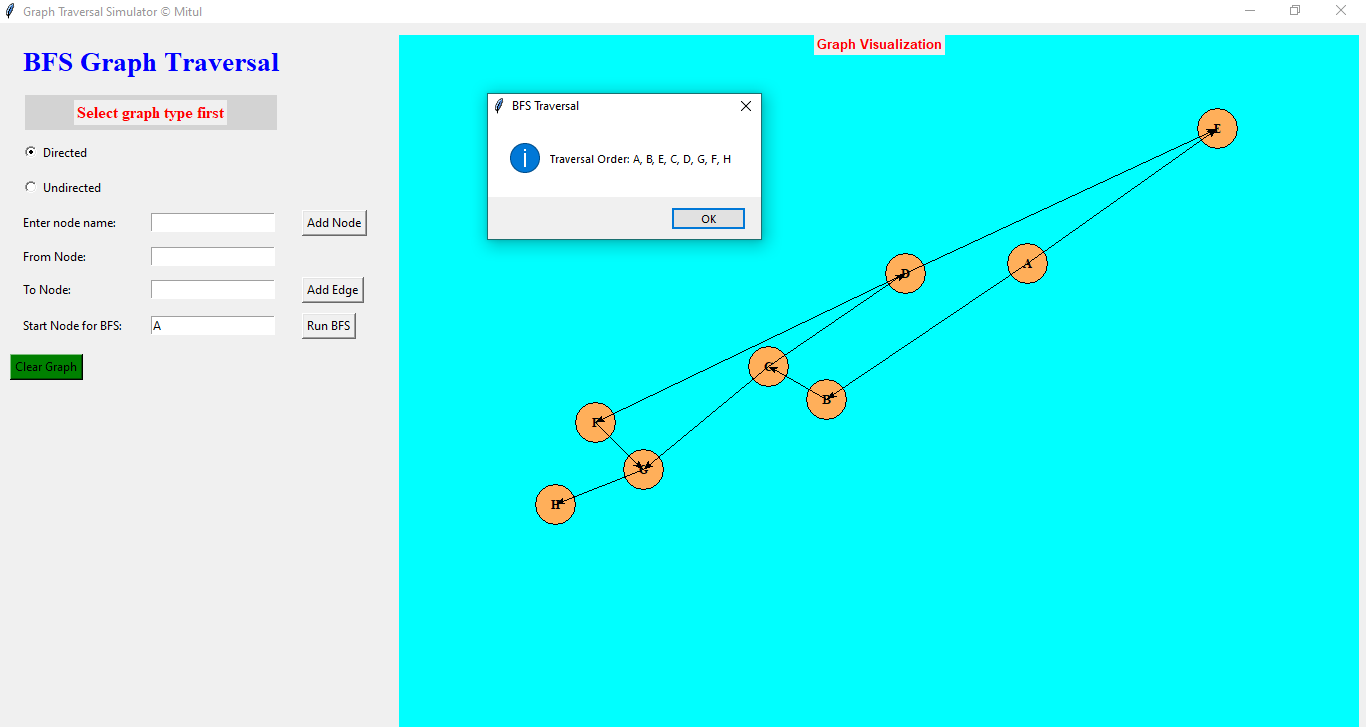 Graph Traversal Simulator © Mitul
BFS Graph Traversal
Select graph type first
Directed
Undirected
Enter node name:
Add Node
From Node:
To Node:
Add Edge
Start Node for BFS:
A
Run BFS
Clear Graph
Graph Visualization
BFS Traversal
Traversal Order: A, B, E, C, D, G, F, H
OK
E
D
A
C
B
F
G
H